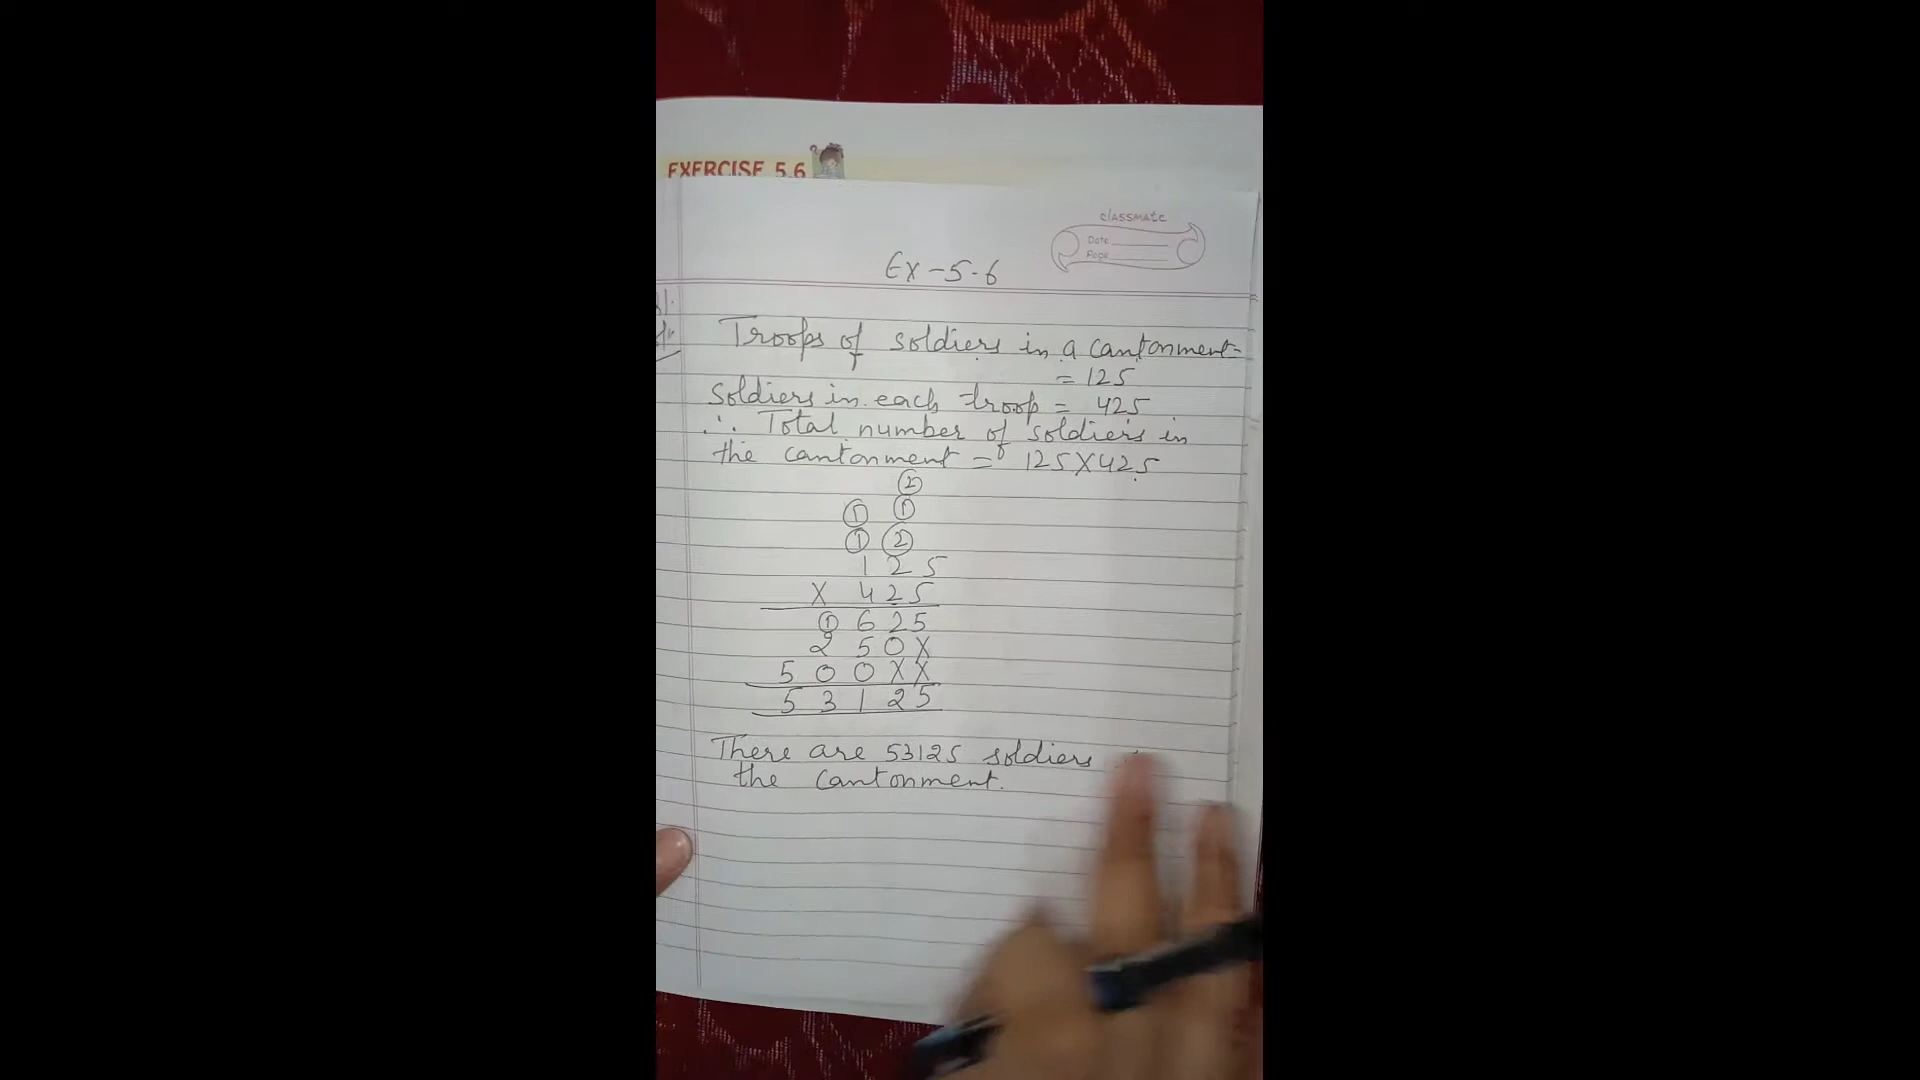 EXERCISE 5.6
classmate
Date
Page
Ex-5.6
Troops of soldiers in a cantonment
= 125
soldiers in each troop = 425
∴ Total number of soldiers in
the cantonment = 125X425
2
1 1
1 2
1 2 5
X 4 2 5
1 6 2 5
2 5 0 X
5 0 0 X X
5 3 1 2 5
There are 53125 soldiers
the cantonment.